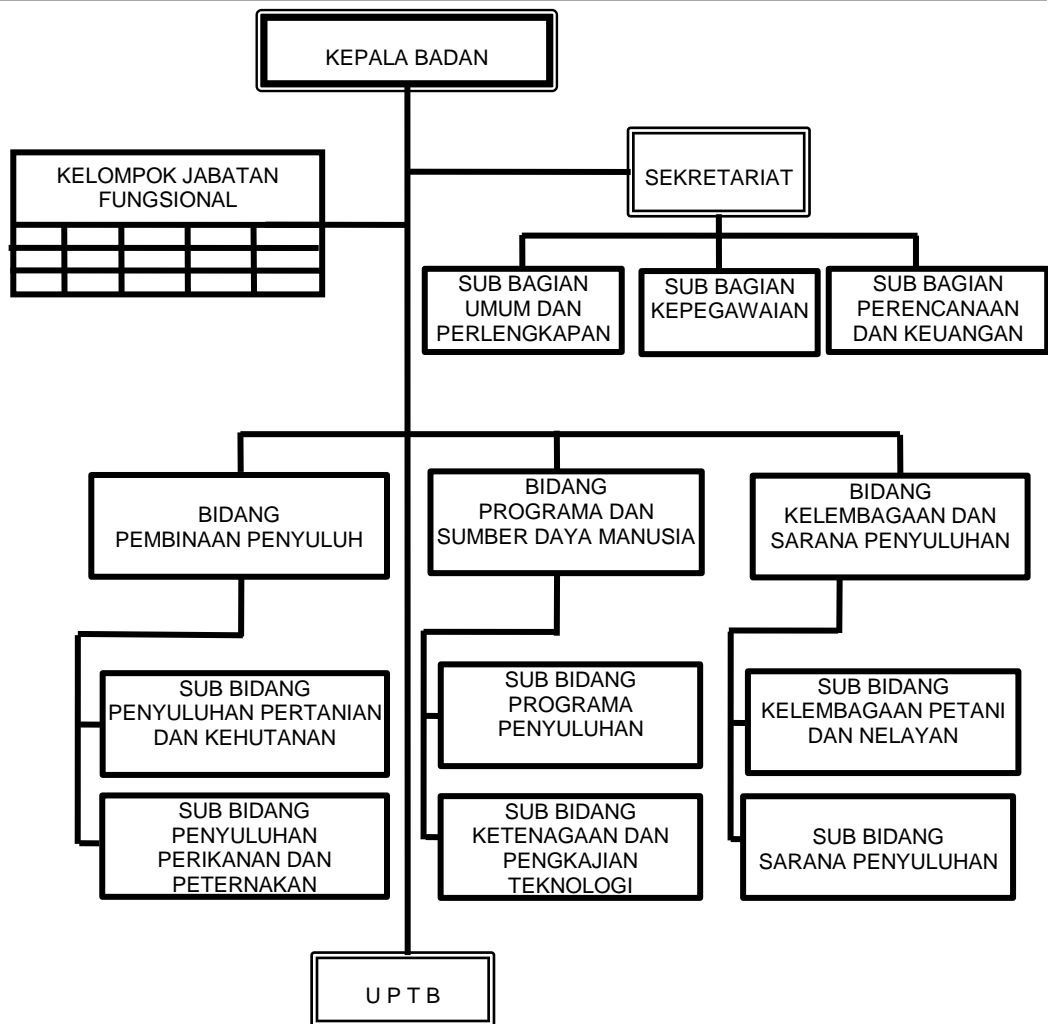 KEPALA BADAN
KELOMPOK JABATAN
FUNGSIONAL
SEKRETARIAT
SUB BAGIAN
UMUM DAN
PERLENGKAPAN
SUB BAGIAN
KEPEGAWAIAN
SUB BAGIAN
PERENCANAAN
DAN KEUANGAN
BIDANG
PEMBINAAN PENYULUH
BIDANG
PROGRAMA DAN
SUMBER DAYA MANUSIA
BIDANG
KELEMBAGAAN DAN
SARANA PENYULUHAN
SUB BIDANG
PENYULUHAN PERTANIAN
DAN KEHUTANAN
SUB BIDANG
PROGRAMA
PENYULUHAN
SUB BIDANG
KELEMBAGAAN PETANI
DAN NELAYAN
SUB BIDANG
PENYULUHAN
PERIKANAN DAN
PETERNAKAN
SUB BIDANG
KETENAGAAN DAN
PENGKAJIAN
TEKNOLOGI
SUB BIDANG
SARANA PENYULUHAN
U P T B